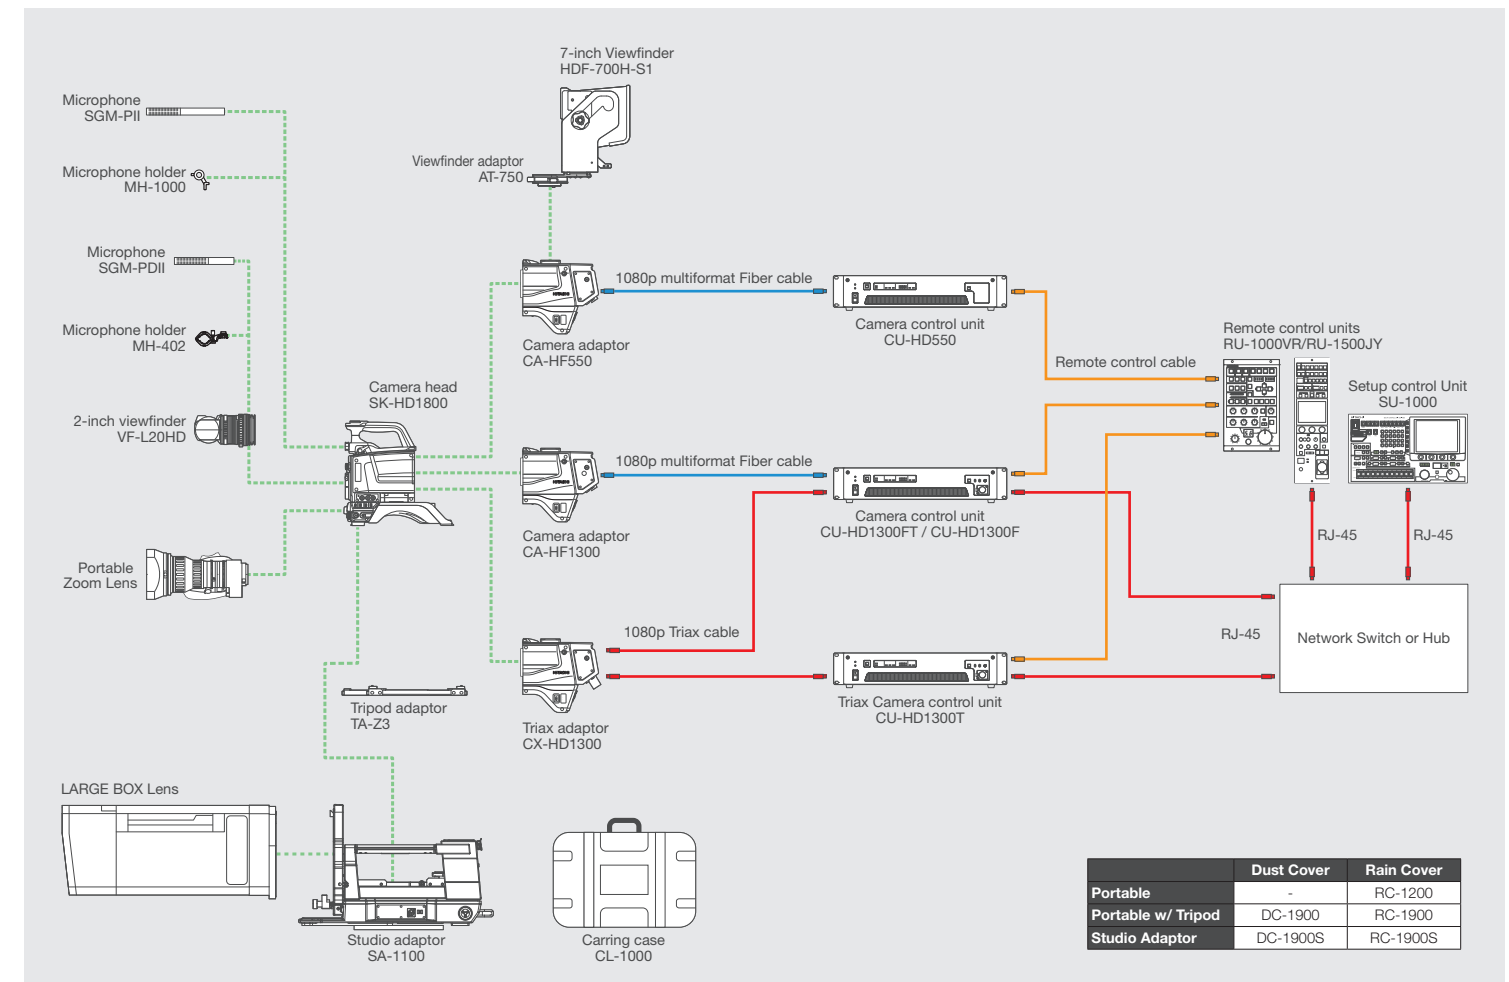 7-inch Viewfinder
HDF-700H-S1
Microphone
SGM-PII
Viewfinder adaptor
AT-750
Microphone holder
MH-1000
Microphone
SGM-PDII
1080p multiformat Fiber cable
Camera control unit
CU-HD550
Microphone holder
MH-402
Camera adaptor
CA-HF550
Remote control units
RU-1000VR/RU-1500JY
Remote control cable
Camera head
SK-HD1800
Setup control Unit
SU-1000
2-inch viewfinder
VF-L20HD
1080p multiformat Fiber cable
Camera control unit
CU-HD1300FT / CU-HD1300F
Camera adaptor
CA-HF1300
RJ-45
RJ-45
Portable
Zoom Lens
1080p Triax cable
RJ-45
Network Switch or Hub
Tripod adaptor
TA-Z3
Triax adaptor
CX-HD1300
Triax Camera control unit
CU-HD1300T
LARGE BOX Lens
Studio adaptor
SA-1100
Carring case
CL-1000
Dust Cover Rain Cover
Portable - RC-1200
Portable w/ Tripod DC-1900 RC-1900
Studio Adaptor DC-1900S RC-1900S